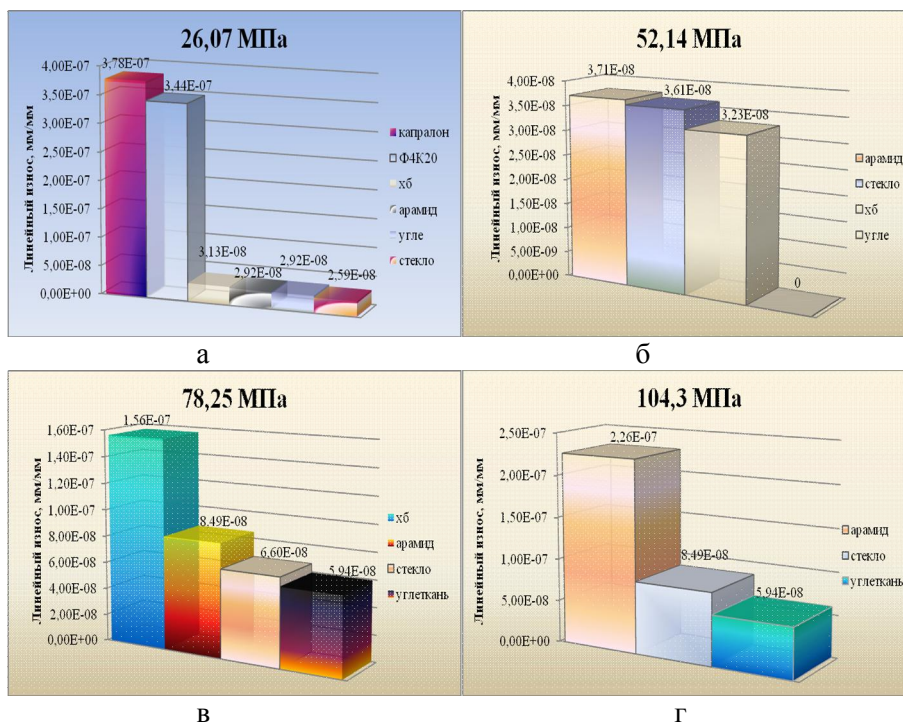 26,07 МПа
Линейный износ, мм/мм
4,00E-07
3,50E-07
3,00E-07
2,50E-07
2,00E-07
1,50E-07
1,00E-07
5,00E-08
0,00E+00
3,78E-07
3,44E-07
3,13E-08
2,92E-08
2,92E-08
2,59E-08
капралон
Ф4К20
хб
арамид
угле
стекло
а
52,14 МПа
Линейный износ, мм/мм
4,00E-08
3,50E-08
3,00E-08
2,50E-08
2,00E-08
1,50E-08
1,00E-08
5,00E-09
0,00E+00
3,71E-08
3,61E-08
3,23E-08
0
арамид
стекло
хб
угле
б
78,25 МПа
Линейный износ, мм/мм
1,60E-07
1,40E-07
1,20E-07
1,00E-07
8,00E-08
6,00E-08
4,00E-08
2,00E-08
0,00E+00
1,56E-07
8,49E-08
6,60E-08
5,94E-08
хб
арамид
стекло
углеткань
в
104,3 МПа
Линейный износ, мм/мм
2,50E-07
2,00E-07
1,50E-07
1,00E-07
5,00E-08
0,00E+00
2,26E-07
8,49E-08
5,94E-08
арамид
стекло
углеткань
г